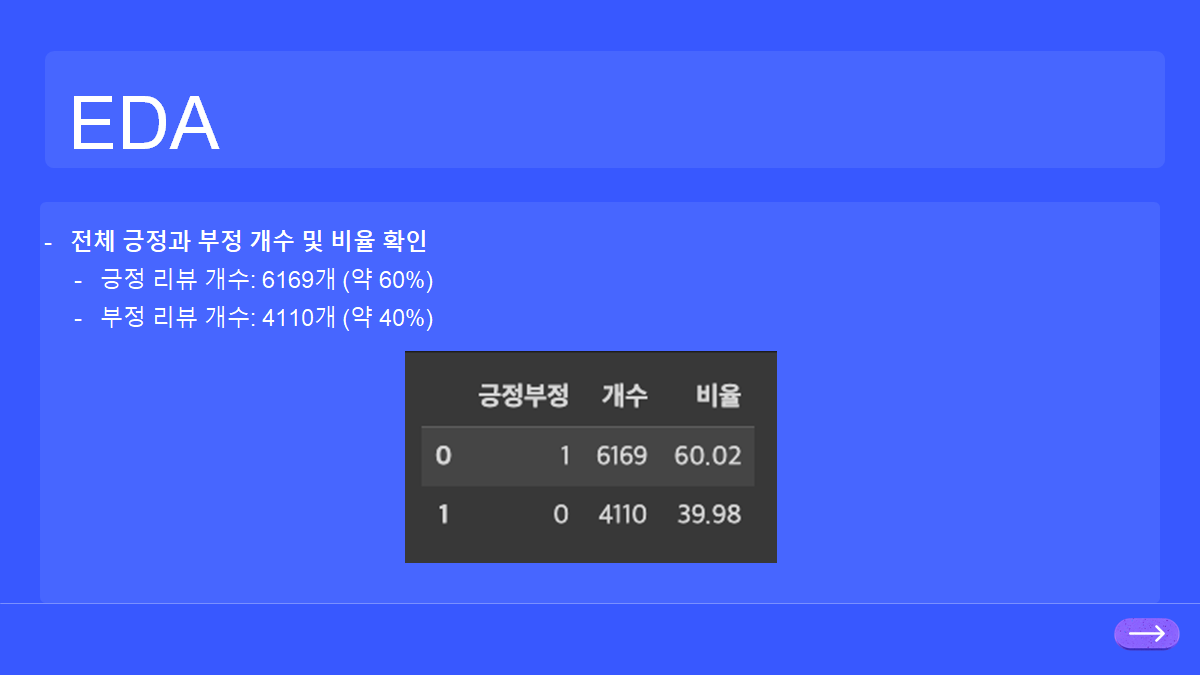 EDA
- 전체 긍정과 부정 개수 및 비율 확인
- 긍정 리뷰 개수: 6169개 (약 60%)
- 부정 리뷰 개수: 4110개 (약 40%)
긍정부정 개수 비율
0 1 6169 60.02
1 0 4110 39.98